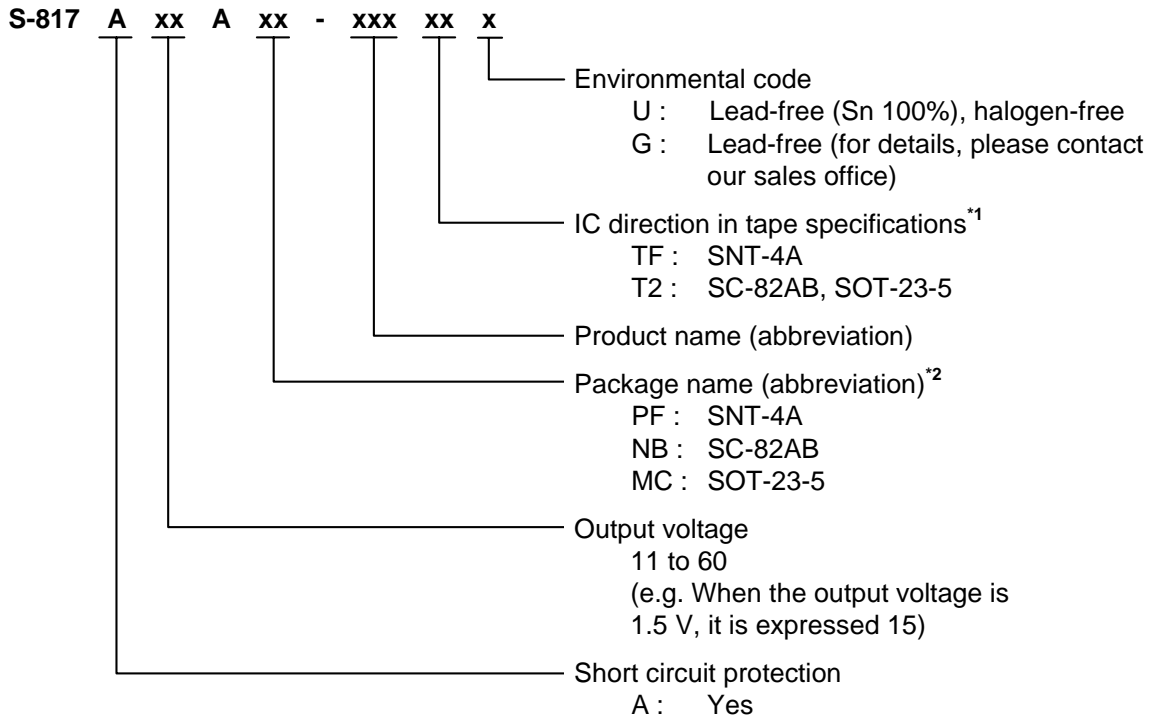 S-817 A xx A xx - xxx xx x
Environmental code
U : Lead-free (Sn 100%), halogen-free
G : Lead-free (for details, please contact
our sales office)
IC direction in tape specifications*1
TF : SNT-4A
T2 : SC-82AB, SOT-23-5
Product name (abbreviation)
Package name (abbreviation)*2
PF : SNT-4A
NB : SC-82AB
MC : SOT-23-5
Output voltage
11 to 60
(e.g. When the output voltage is
1.5 V, it is expressed 15)
Short circuit protection
A : Yes